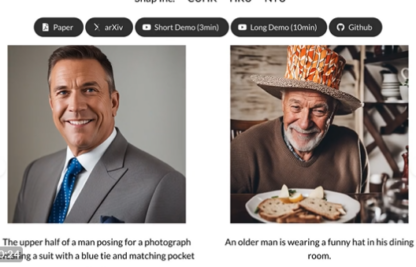 Snap Inc. CUHK HKU NYU
Paper
arXiv
Short Demo (3min)
Long Demo (10min)
Github
The upper half of a man posing for a photograph
a suit with a blue tie and matching pocket
An older man is wearing a funny hat in his dining
room.